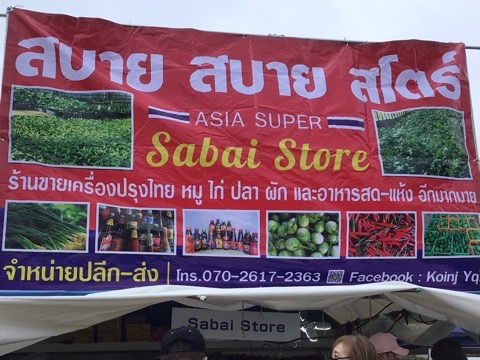 สบาย สบาย สโตร์
ASIA SUPER
Sabai Store
ร้านขายเครื่องปรุงไทย หมู ไก่ ปลา ผัก และอาหารสด-แห้ง อีกมากมาย
จำหน่ายปลีก-ส่ง โทร.070-2617-2363 Facebook : Koinj Yq
Sabai Store